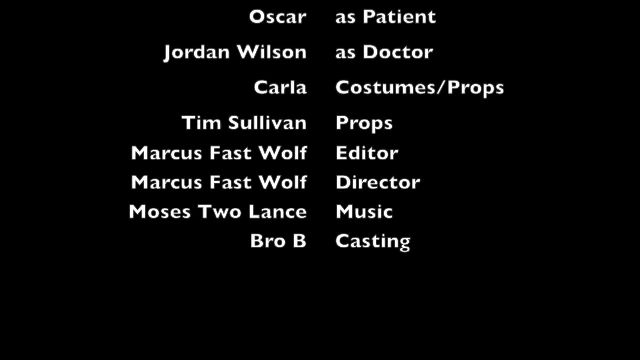 Oscar as Patient
Jordan Wilson as Doctor
Carla Costumes/Props
Tim Sullivan Props
Marcus Fast Wolf Editor
Marcus Fast Wolf Director
Moses Two Lance Music
Bro B Casting